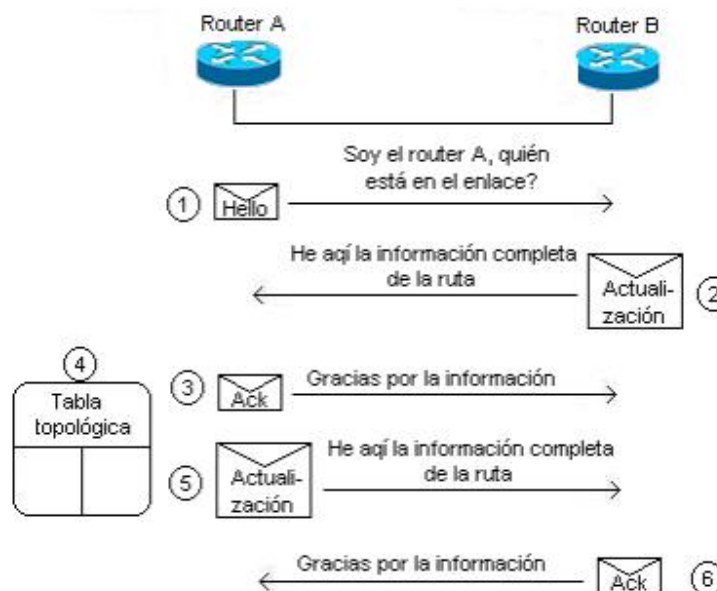 Router A
Router B
Soy el router A, quién
está en el enlace?
1
Hello
He aqí la información completa
de la ruta
Actuali-
zación
2
4
Tabla
topológica
3
Ack
Gracias por la información
5
Actuali-
zación
He aqí la información completa
de la ruta
Gracias por la información
Ack
6